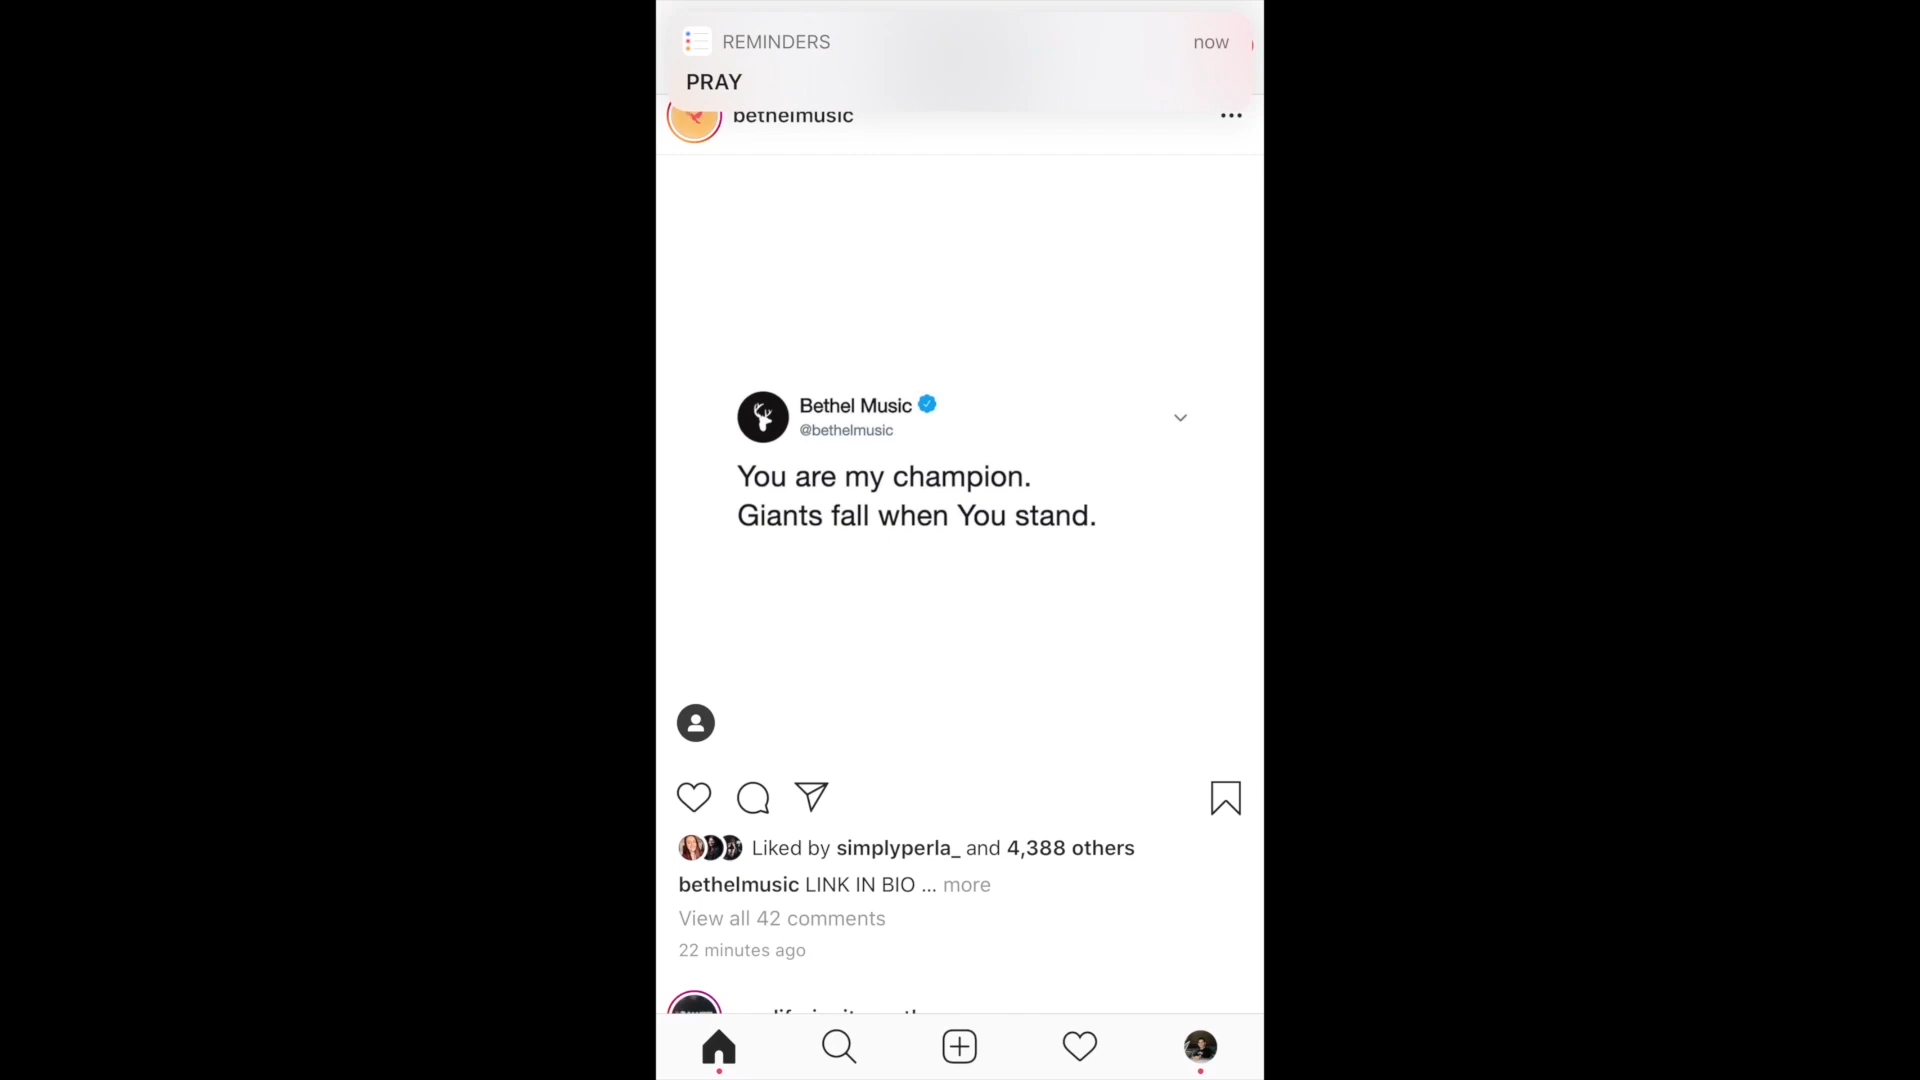 REMINDERS now
PRAY
bethelmusic
Bethel Music
@bethelmusic
You are my champion.
Giants fall when You stand.
Liked by simplyperla_ and 4,388 others
bethelmusic LINK IN BIO ... more
View all 42 comments
22 minutes ago